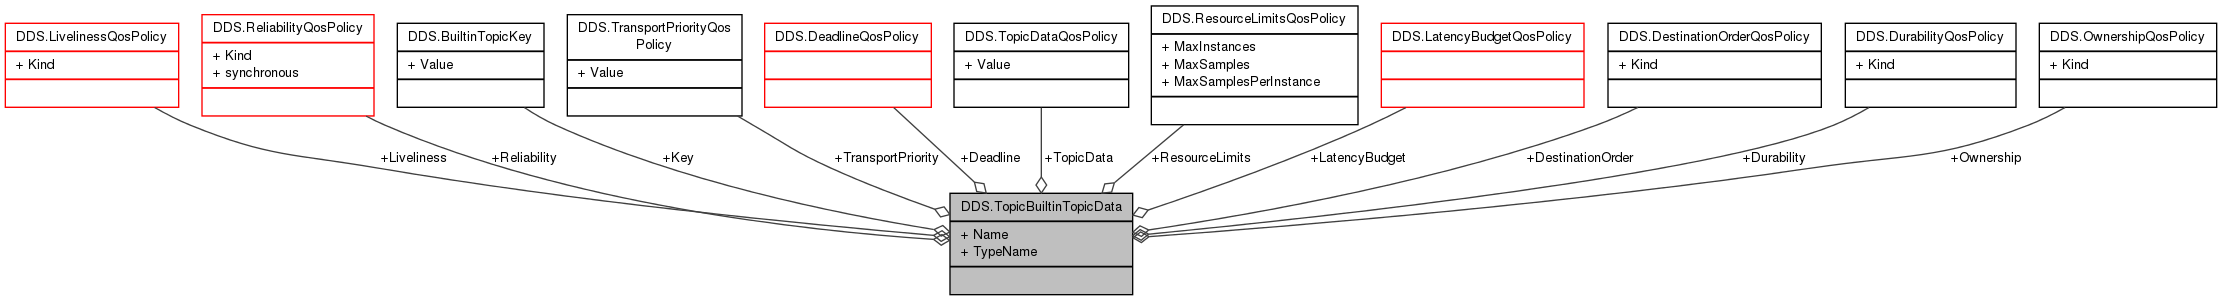 DDS.LivelinessQosPolicy
+ Kind
DDS.ReliabilityQosPolicy
+ Kind
+ synchronous
DDS.BuiltinTopicKey
+ Value
DDS.TransportPriorityQos
Policy
+ Value
DDS.DeadlineQosPolicy
DDS.TopicDataQosPolicy
+ Value
DDS.ResourceLimitsQosPolicy
+ MaxInstances
+ MaxSamples
+ MaxSamplesPerInstance
DDS.LatencyBudgetQosPolicy
DDS.DestinationOrderQosPolicy
+ Kind
DDS.DurabilityQosPolicy
+ Kind
DDS.OwnershipQosPolicy
+ Kind
+Liveliness
+Reliability
+Key
+TransportPriority
+Deadline
+TopicData
+ResourceLimits
+LatencyBudget
+DestinationOrder
+Durability
+Ownership
DDS.TopicBuiltinTopicData
+ Name
+ TypeName